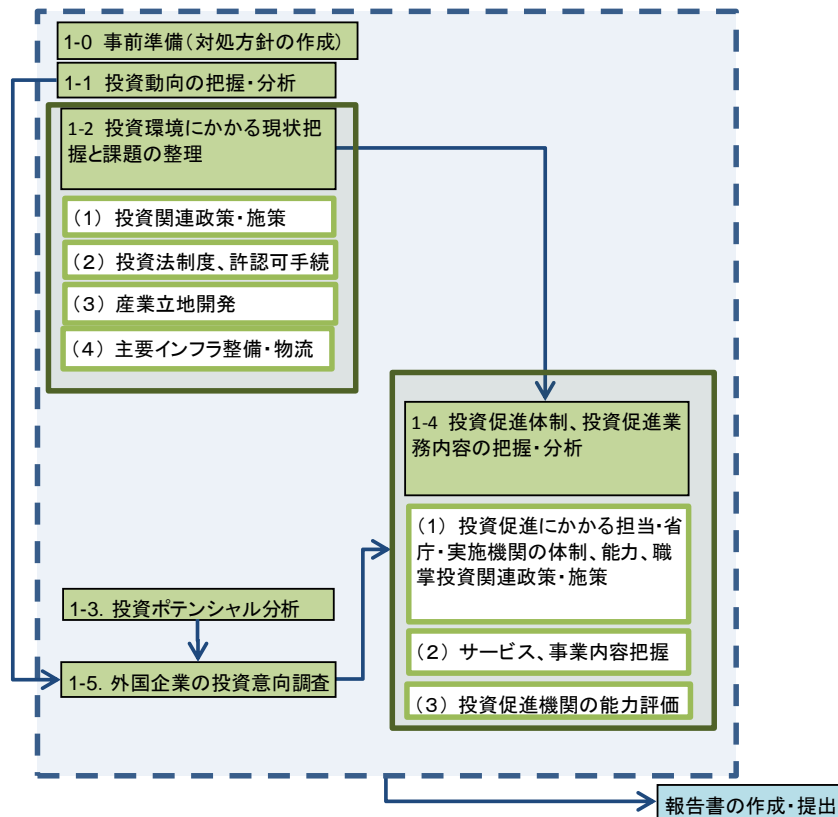 1-0 事前準備（対処方針の作成）
1-1 投資動向の把握・分析
1-2 投資環境にかかる現状把
握と課題の整理
（1） 投資関連政策・施策
（2） 投資法制度、許認可手続
（3） 産業立地開発
（4） 主要インフラ整備・物流
1-4 投資促進体制、投資促進業
務内容の把握・分析
（1） 投資促進にかかる担当・省
庁・実施機関の体制、能力、職
掌投資関連政策・施策
（2） サービス、事業内容把握
（3） 投資促進機関の能力評価
1-3. 投資ポテンシャル分析
1-5. 外国企業の投資意向調査
報告書の作成・提出